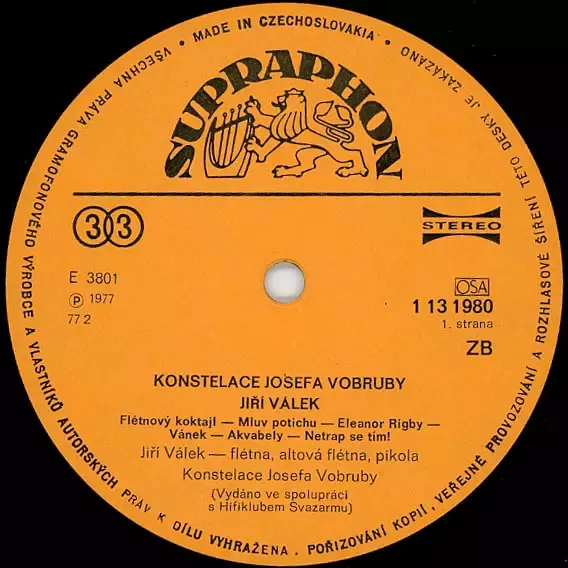 VŠECHNA PRÁVA GRAMOFONOVÉHO VÝROBCE A VLASTNÍKŮ AUTORSKÝCH PRÁV K DÍLU VYHRAŽENA. POŘIZOVÁNÍ KOPIÍ, VEŘEJNÉ PROVOZOVÁNÍ A ROZHLASOVÉ ŠÍŘENÍ TÉTO DESKY JE ZAKÁZÁNO • MADE IN CZECHOSLOVAKIA •
SUPRAPHON
33
STEREO
E 3801
Ⓟ 1977
77 2
OSA
1 13 1980
1. strana
ZB
KONSTELACE JOSEFA VOBRUBY
JIŘÍ VÁLEK
Flétnový koktajl — Mluv potichu — Eleanor Rigby —
Vánek — Akvabely — Netrap se tím!
Jiří Válek — flétna, altová flétna, pikola
Konstelace Josefa Vobruby
(Vydáno ve spolupráci
s Hifiklubem Svazarmu)